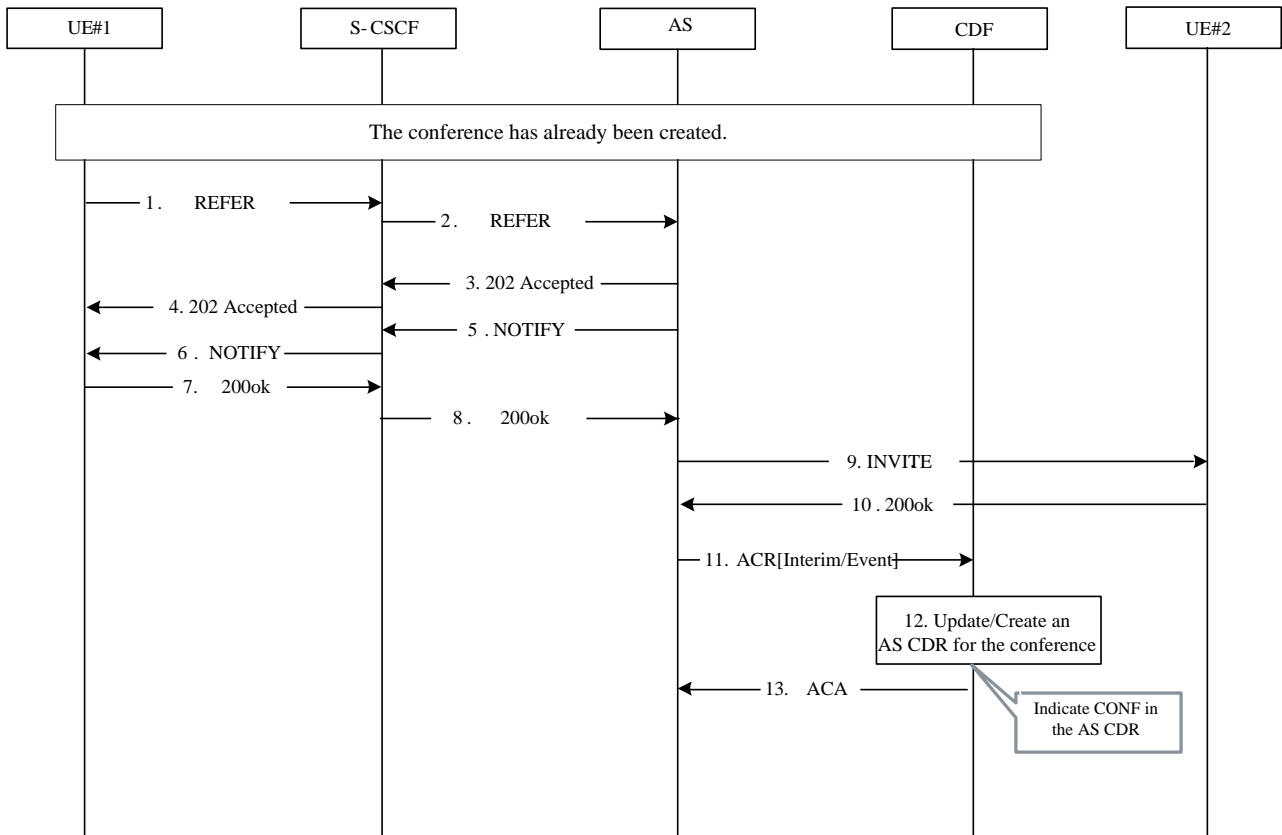 UE#1
S- CSCF
AS
CDF
UE#2
The conference has already been created.
1 . REFER
2 . REFER
3. 202 Accepted
4. 202 Accepted
5 . NOTIFY
6 . NOTIFY
7. 200ok
8 . 200ok
9. INVITE
10 . 200ok
11. ACR[Interim/Event]
12. Update/Create an
AS CDR for the conference
13. ACA
Indicate CONF in
the AS CDR